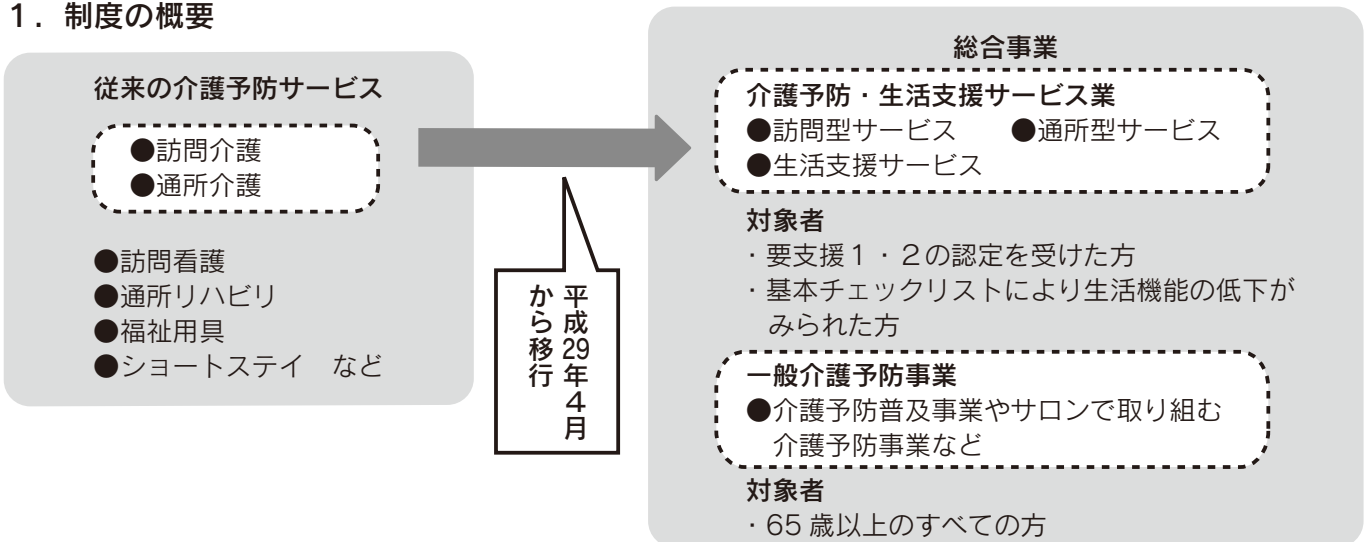 1．制度の概要
従来の介護予防サービス
●訪問介護
●通所介護
●訪問看護
●通所リハビリ
●福祉用具
●ショートステイ　など
平成29年4月
から移行
総合事業
介護予防・生活支援サービス業
●訪問型サービス　　●通所型サービス
●生活支援サービス
対象者
・要支援1・2の認定を受けた方
・基本チェックリストにより生活機能の低下が
みられた方
一般介護予防事業
●介護予防普及事業やサロンで取り組む
介護予防事業など
対象者
・65歳以上のすべての方